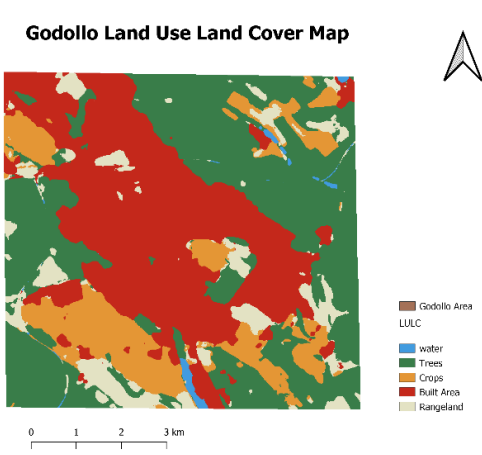 Godollo Land Use Land Cover Map
Godollo Area
LULC
water
Trees
Crops
Built Area
Rangeland
0 1 2 3 km